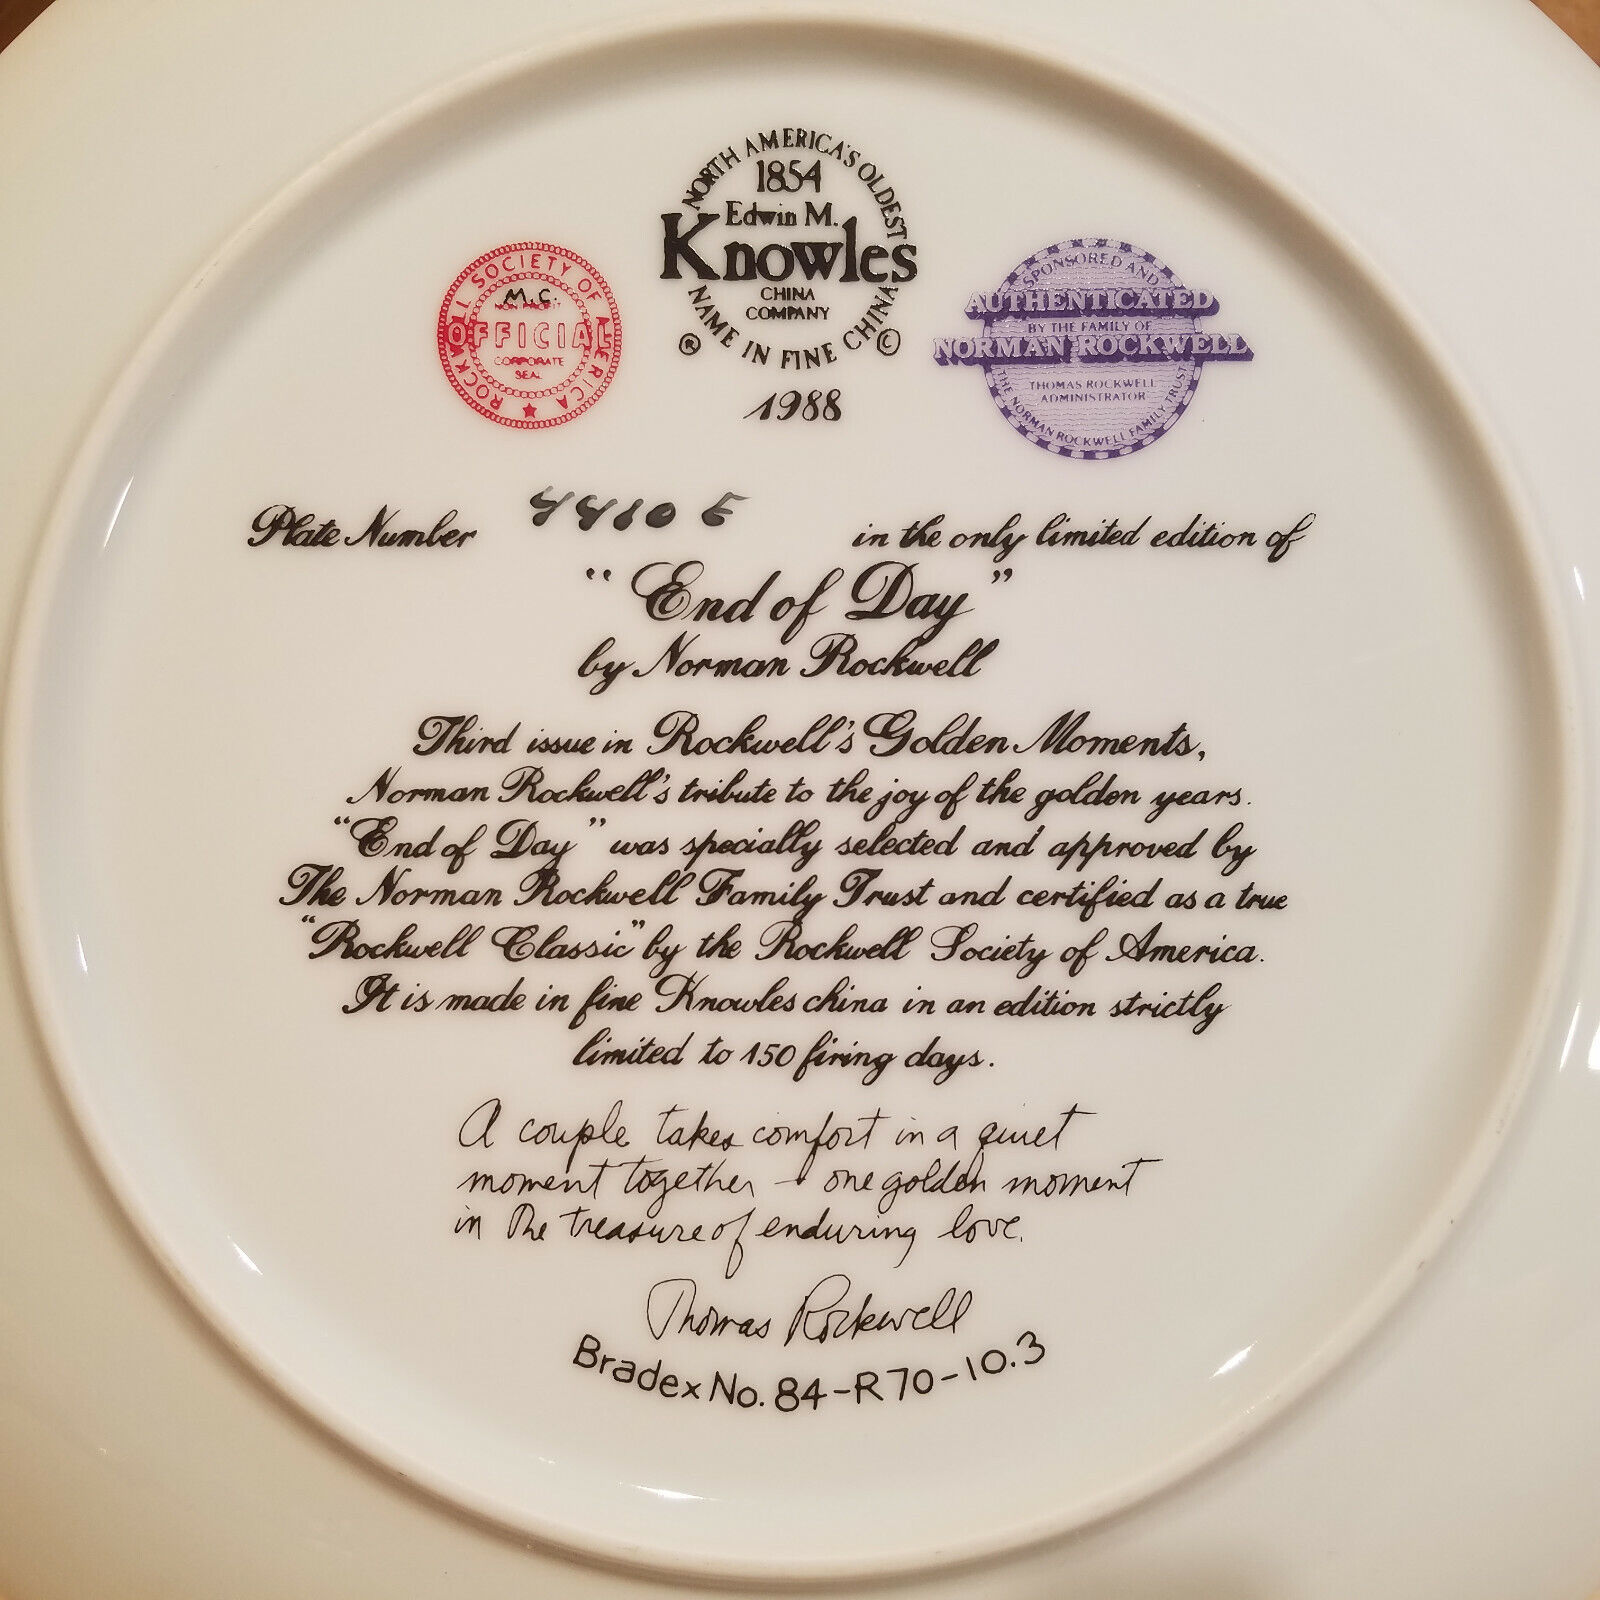 NORTH AMERICA'S OLDEST
1854
Edwin M.
Knowles
CHINA
COMPANY
NAME IN FINE CHINA
® ©
1988
ROCKWELL SOCIETY OF AMERICA
M.C.
NON PROFIT
OFFICIAL
CORPORATE
SEAL
SPONSORED AND
AUTHENTICATED
BY THE FAMILY OF
NORMAN ROCKWELL
THOMAS ROCKWELL
ADMINISTRATOR
THE NORMAN ROCKWELL FAMILY TRUST
Plate Number 4410 E in the only limited edition of
"End of Day"
by Norman Rockwell
Third issue in Rockwell's Golden Moments,
Norman Rockwell's tribute to the joy of the golden years.
"End of Day" was specially selected and approved by
The Norman Rockwell Family Trust and certified as a true
"Rockwell Classic" by the Rockwell Society of America.
It is made in fine Knowles china in an edition strictly
limited to 150 firing days.
A couple takes comfort in a quiet
moment together - one golden moment
in the treasure of enduring love.
Thomas Rockwell
Bradex No. 84-R70-10.3